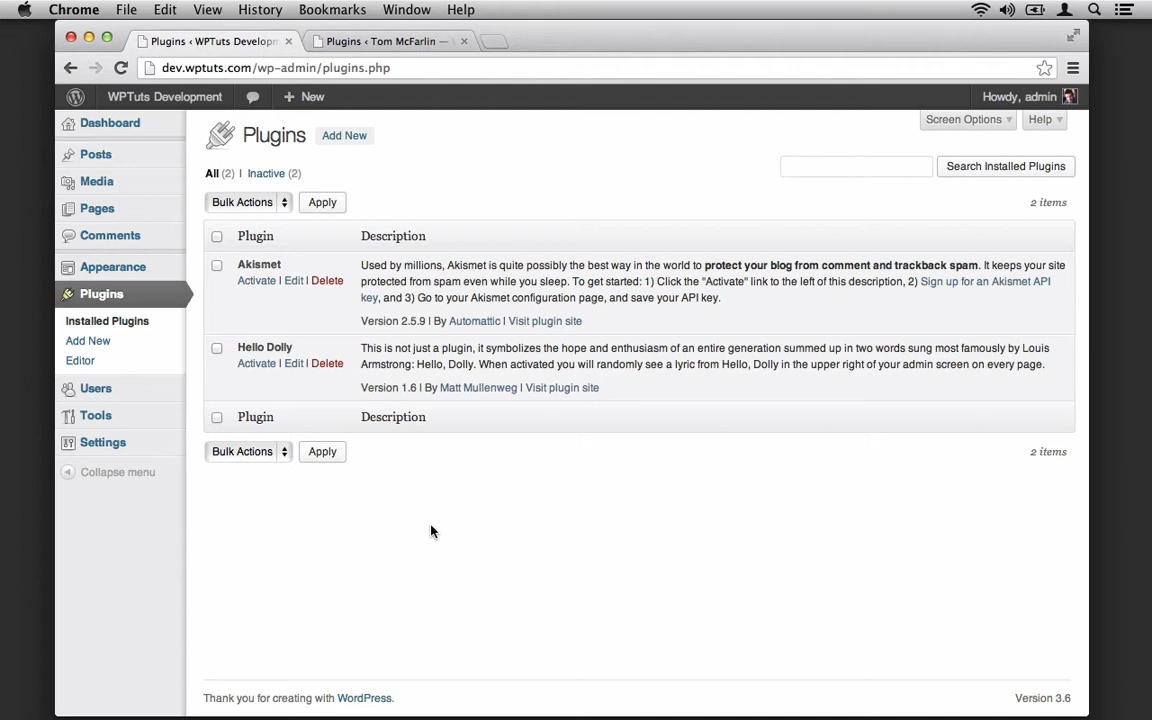 Chrome File Edit View History Bookmarks Window Help
Plugins ‹ WPTuts Developm
Plugins ‹ Tom McFarlin —
dev.wptuts.com/wp-admin/plugins.php
WPTuts Development + New Howdy, admin
Dashboard
Posts
Media
Pages
Comments
Appearance
Plugins
Installed Plugins
Add New
Editor
Users
Tools
Settings
Collapse menu
Screen Options Help
Plugins Add New
All (2) | Inactive (2)
Search Installed Plugins
Bulk Actions Apply 2 items
Plugin Description
Akismet
Activate | Edit | Delete
Used by millions, Akismet is quite possibly the best way in the world to protect your blog from comment and trackback spam. It keeps your site
protected from spam even while you sleep. To get started: 1) Click the "Activate" link to the left of this description, 2) Sign up for an Akismet API
key, and 3) Go to your Akismet configuration page, and save your API key.
Version 2.5.9 | By Automattic | Visit plugin site
Hello Dolly
Activate | Edit | Delete
This is not just a plugin, it symbolizes the hope and enthusiasm of an entire generation summed up in two words sung most famously by Louis
Armstrong: Hello, Dolly. When activated you will randomly see a lyric from Hello, Dolly in the upper right of your admin screen on every page.
Version 1.6 | By Matt Mullenweg | Visit plugin site
Plugin Description
Bulk Actions Apply 2 items
Thank you for creating with WordPress. Version 3.6